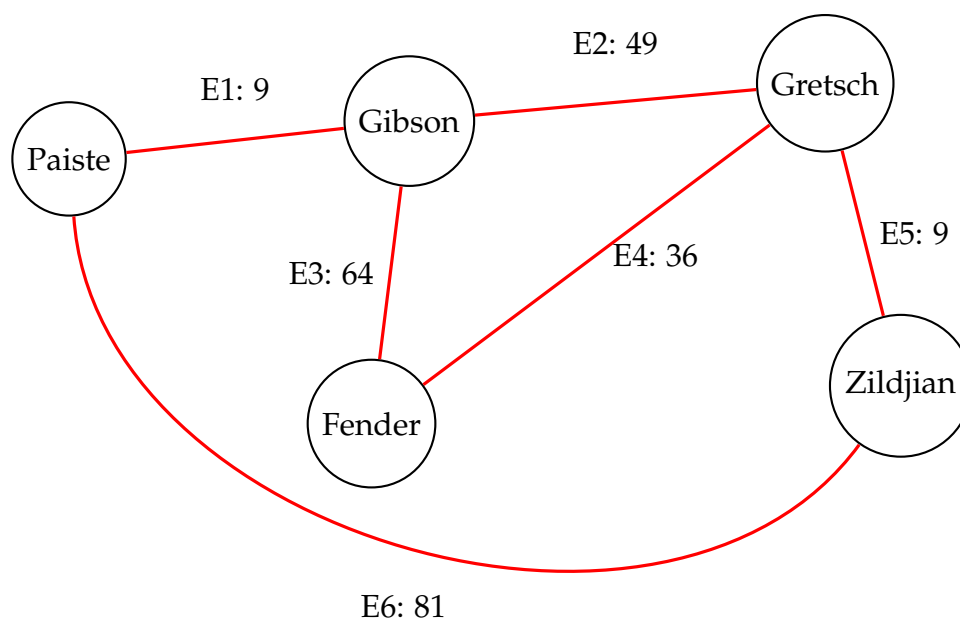 E2: 49
Gretsch
E1: 9
Gibson
Paiste
E5: 9
E4: 36
E3: 64
Zildjian
Fender
E6: 81